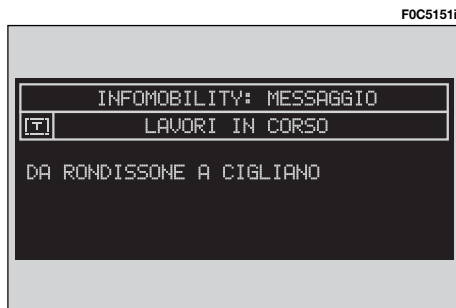 F0C5151i
INFOMOBILITY: MESSAGGIO
T LAVORI IN CORSO
DA RONDISSONE A CIGLIANO